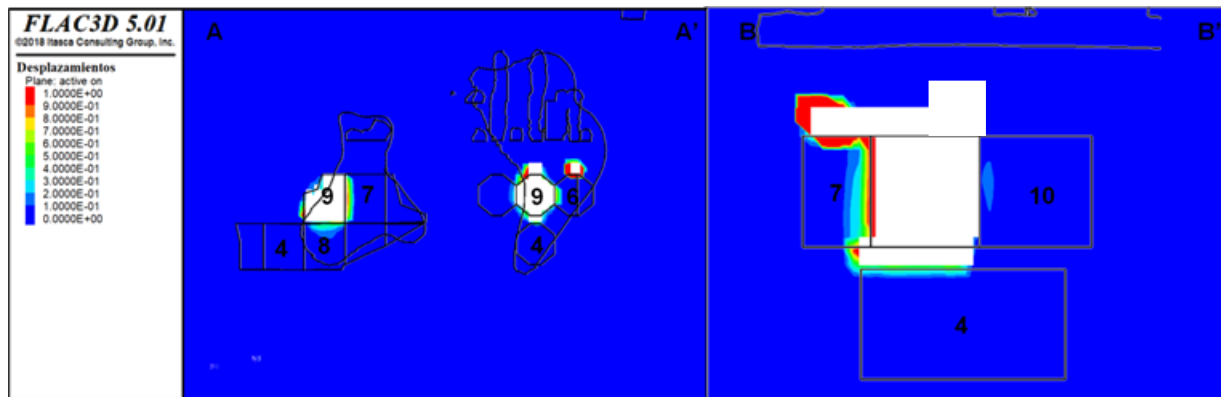 FLAC3D 5.01
©2018 Itasca Consulting Group, Inc.
Desplazamientos
Plane: active on
1.0000E+00
9.0000E-01
8.0000E-01
7.0000E-01
6.0000E-01
5.0000E-01
4.0000E-01
3.0000E-01
2.0000E-01
1.0000E-01
0.0000E+00
A
A'
9
7
4
8
9
6
4
B
B'
7
10
4